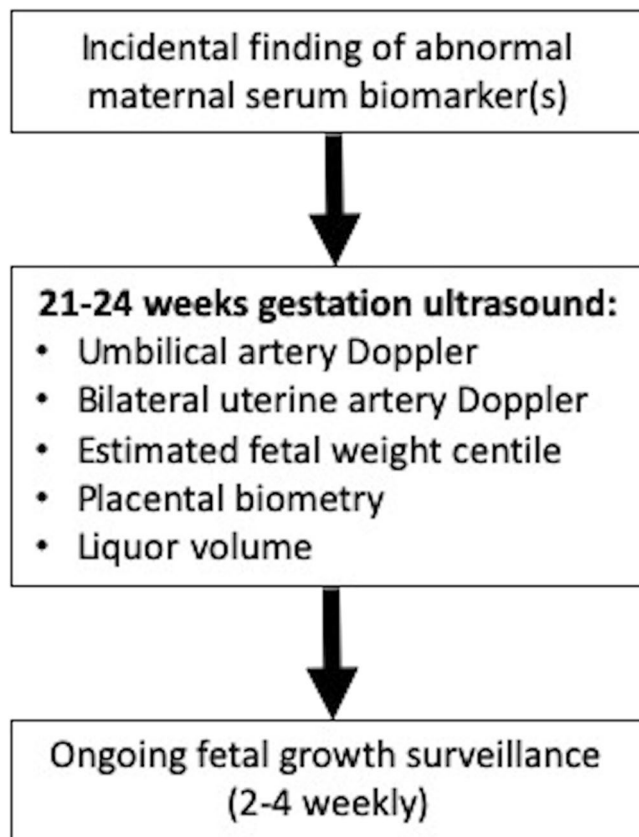 Incidental finding of abnormal
maternal serum biomarker(s)
21-24 weeks gestation ultrasound:
• Umbilical artery Doppler
• Bilateral uterine artery Doppler
• Estimated fetal weight centile
• Placental biometry
• Liquor volume
Ongoing fetal growth surveillance
(2-4 weekly)